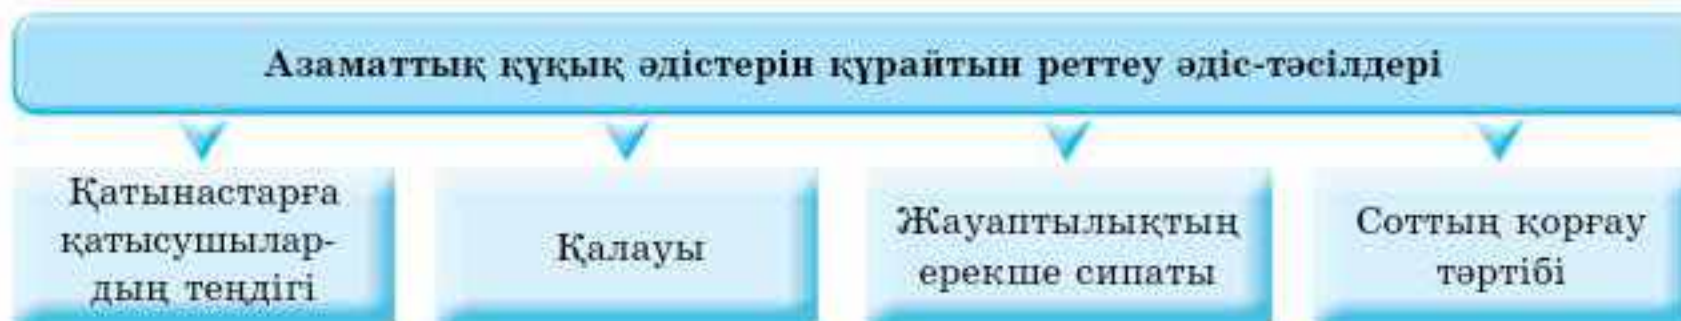 Азаматтық құқық әдістерін құрайтын реттеу әдіс-тәсілдері
Қатынастарға
қатысушылар-
дың теңдігі
Қалауы
Жауаптылықтың
ерекше сипаты
Соттың қорғау
тәртібі